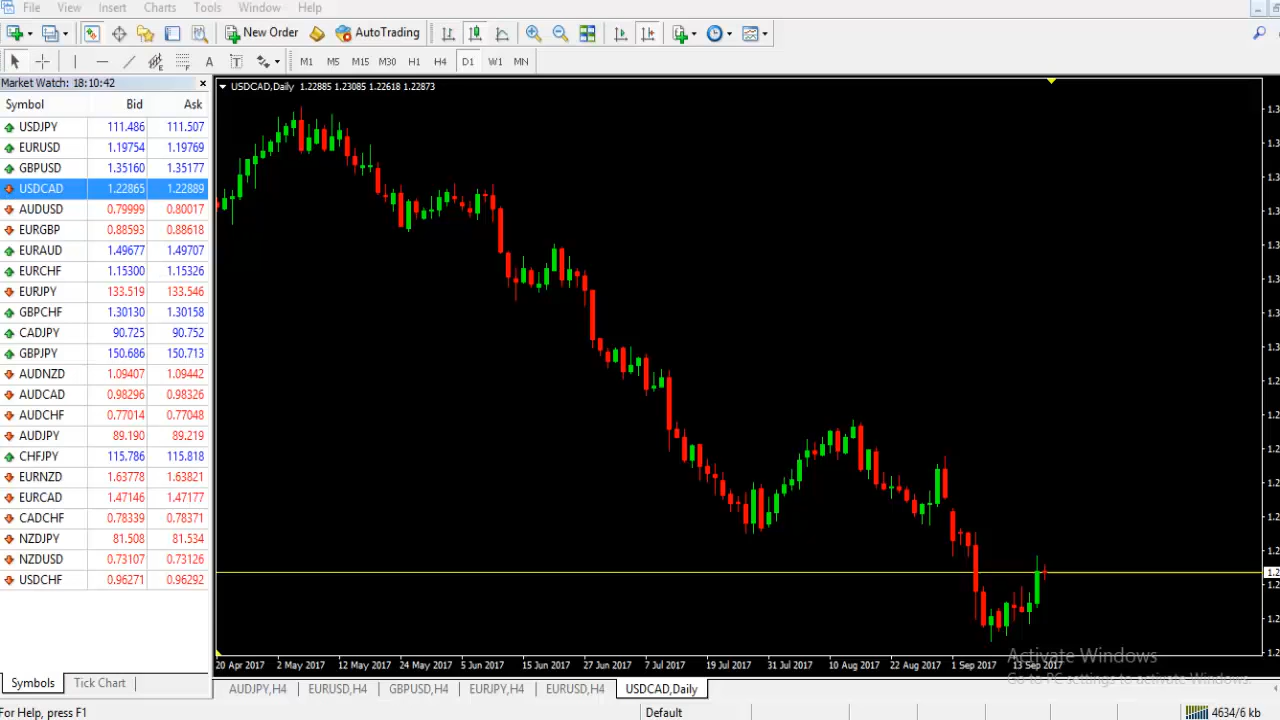 File View Insert Charts Tools Window Help
New Order AutoTrading
A T M1 M5 M15 M30 H1 H4 D1 W1 MN
Market Watch: 18:10:42
Symbol Bid Ask
USDJPY 111.486 111.507
EURUSD 1.19754 1.19769
GBPUSD 1.35160 1.35177
USDCAD 1.22865 1.22889
AUDUSD 0.79999 0.80017
EURGBP 0.88593 0.88618
EURAUD 1.49677 1.49707
EURCHF 1.15300 1.15326
EURJPY 133.519 133.546
GBPCHF 1.30130 1.30158
CADJPY 90.725 90.752
GBPJPY 150.686 150.713
AUDNZD 1.09407 1.09442
AUDCAD 0.98296 0.98326
AUDCHF 0.77014 0.77048
AUDJPY 89.190 89.219
CHFJPY 115.786 115.818
EURNZD 1.63778 1.63821
EURCAD 1.47146 1.47177
CADCHF 0.78339 0.78371
NZDJPY 81.508 81.534
NZDUSD 0.73107 0.73126
USDCHF 0.96271 0.96292
Symbols Tick Chart
USDCAD,Daily 1.22885 1.23085 1.22618 1.22873
20 Apr 2017 2 May 2017 12 May 2017 24 May 2017 5 Jun 2017 15 Jun 2017 27 Jun 2017 7 Jul 2017 19 Jul 2017 31 Jul 2017 10 Aug 2017 22 Aug 2017 1 Sep 2017 13 Sep 2017
Activate Windows
Go to PC settings to activate Windows.
AUDJPY,H4 EURUSD,H4 GBPUSD,H4 EURJPY,H4 EURUSD,H4 USDCAD,Daily
For Help, press F1 Default 4634/6 kb